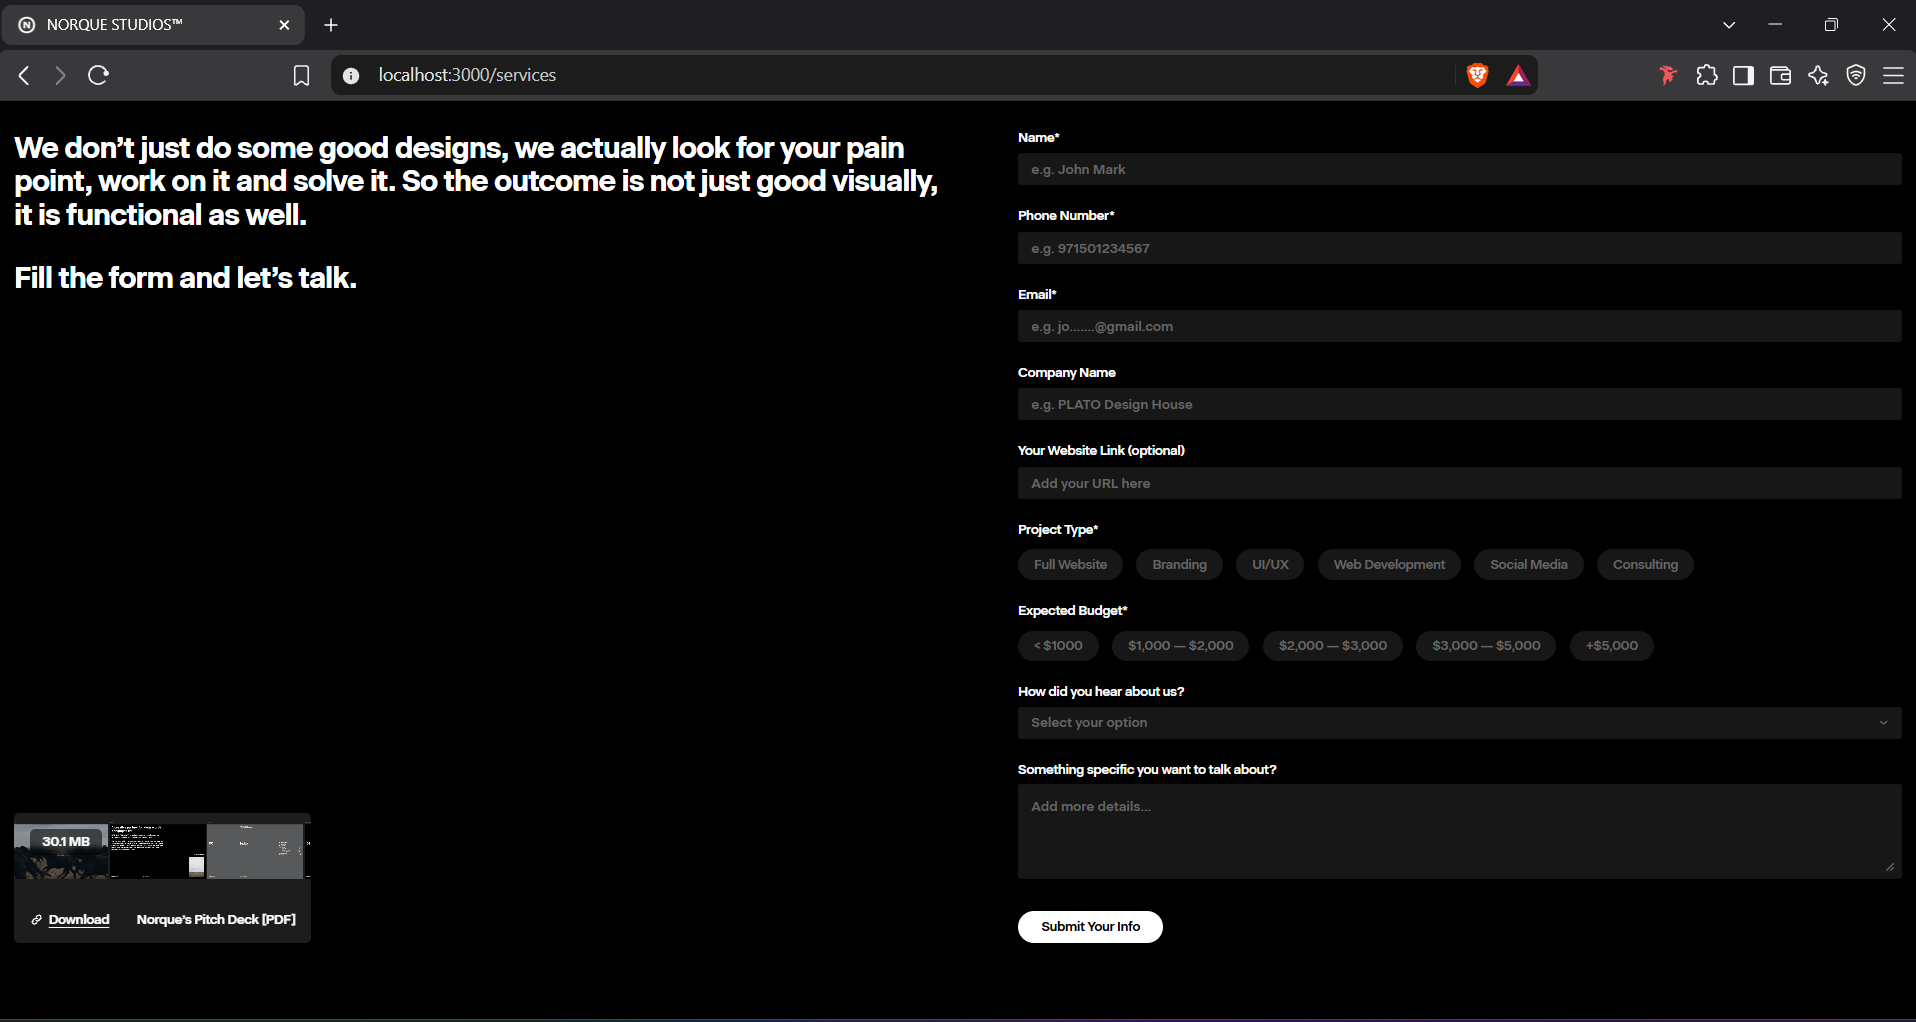 NORQUE STUDIOS™
localhost:3000/services
We don’t just do some good designs, we actually look for your pain
point, work on it and solve it. So the outcome is not just good visually,
it is functional as well.
Fill the form and let’s talk.
30.1 MB
Download
Norque’s Pitch Deck [PDF]
Name*
e.g. John Mark
Phone Number*
e.g. 971501234567
Email*
e.g. jo.......@gmail.com
Company Name
e.g. PLATO Design House
Your Website Link (optional)
Add your URL here
Project Type*
Full Website Branding UI/UX Web Development Social Media Consulting
Expected Budget*
< $1000 $1,000 — $2,000 $2,000 — $3,000 $3,000 — $5,000 +$5,000
How did you hear about us?
Select your option
Something specific you want to talk about?
Add more details...
Submit Your Info